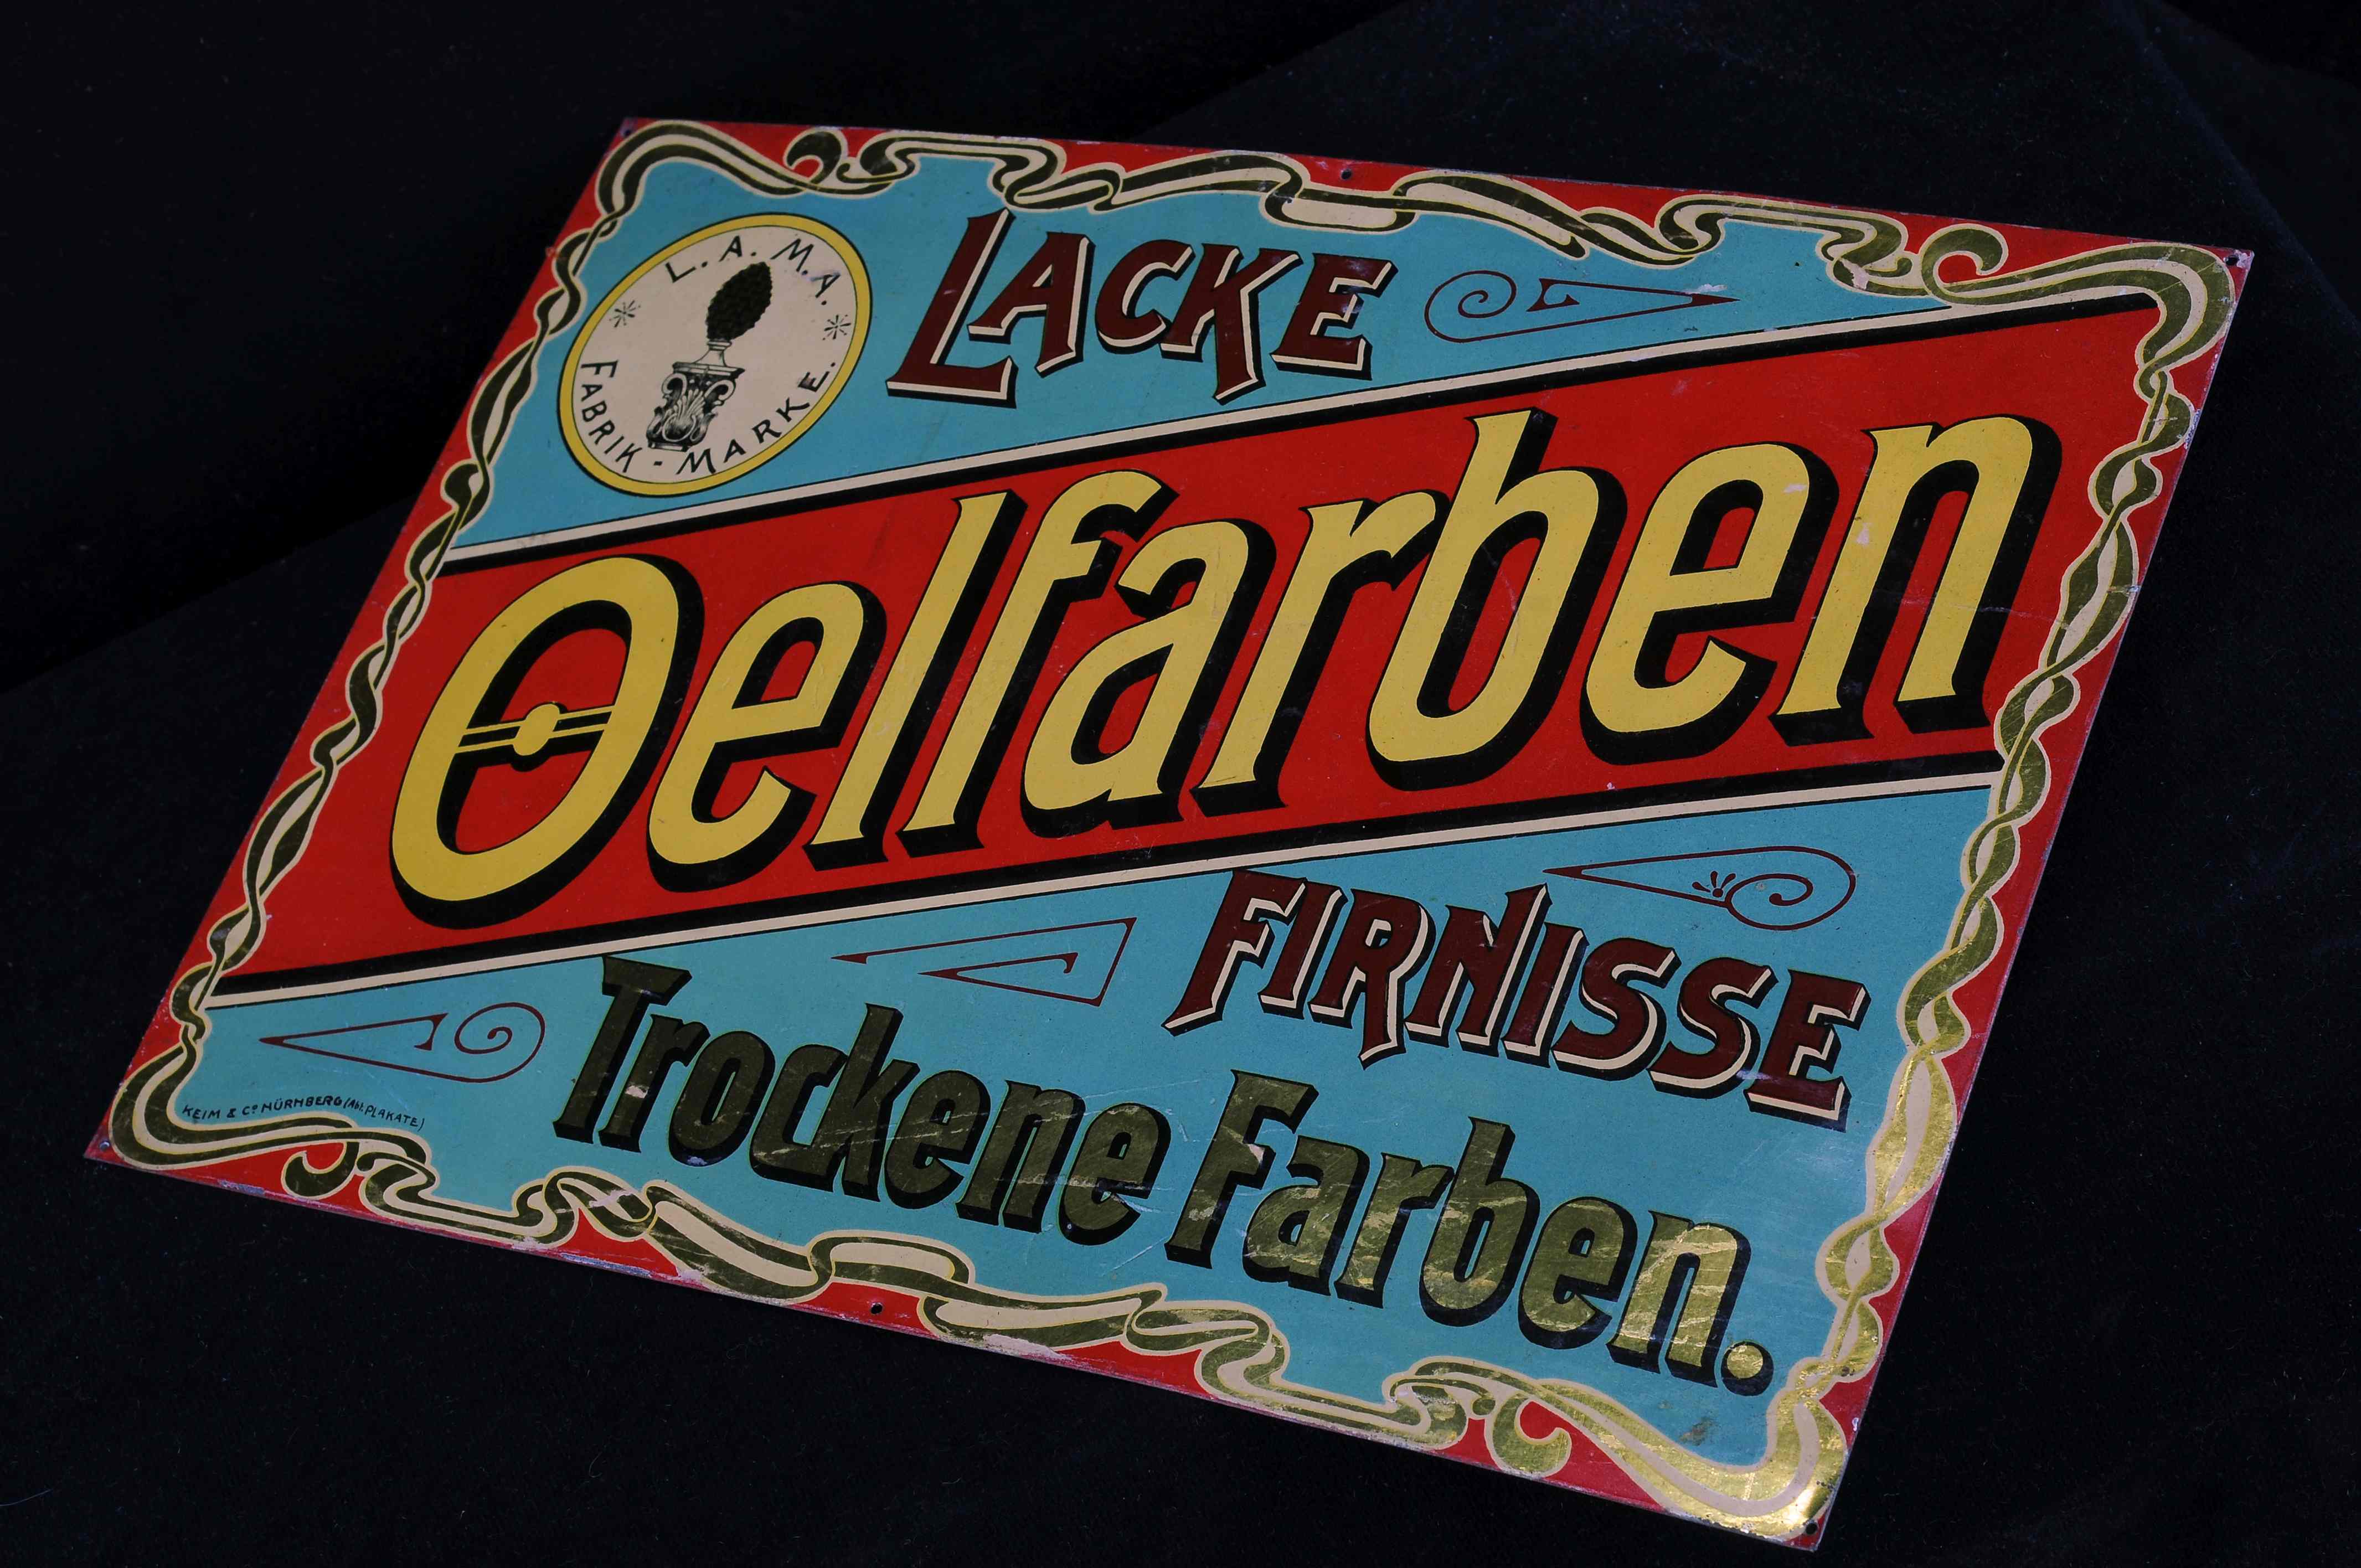 L.A.M.A.
FABRIK-MARKE.
LACKE
Oelfarben
FIRNISSE
Trockene Farben.
KEIM & Co NÜRNBERG (Abt. PLAKATE)